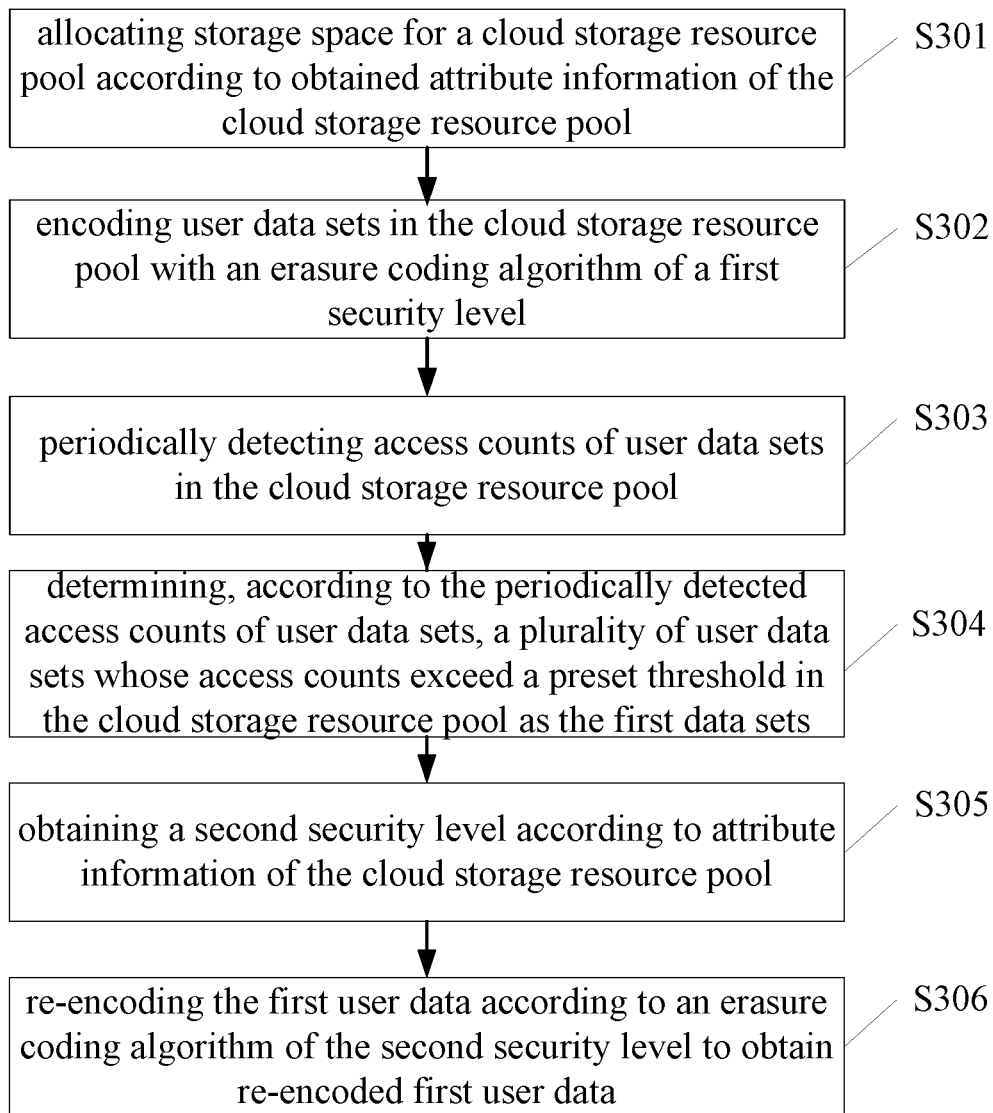 allocating storage space for a cloud storage resource
pool according to obtained attribute information of the
cloud storage resource pool
S301
encoding user data sets in the cloud storage resource
pool with an erasure coding algorithm of a first
security level
S302
periodically detecting access counts of user data sets
in the cloud storage resource pool
S303
determining, according to the periodically detected
access counts of user data sets, a plurality of user data
sets whose access counts exceed a preset threshold in
the cloud storage resource pool as the first data sets
S304
obtaining a second security level according to attribute
information of the cloud storage resource pool
S305
re-encoding the first user data according to an erasure
coding algorithm of the second security level to obtain
re-encoded first user data
S306